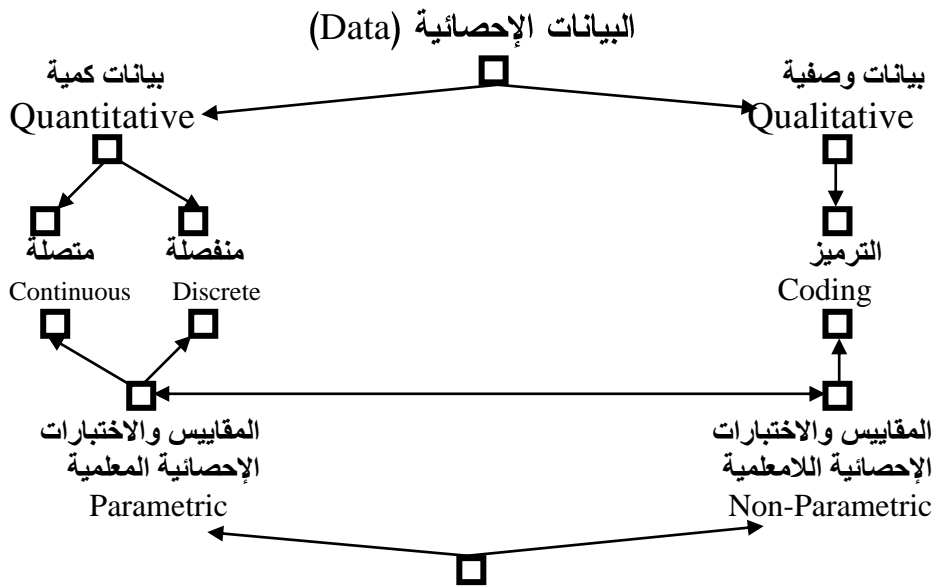 البيانات الإحصائية (Data)
بيانات وصفية
Qualitative
بيانات كمية
Quantitative
الترميز
Coding
منفصلة
Discrete
متصلة
Continuous
المقاييس والاختبارات
الإحصائية اللامعلمية
Non-Parametric
المقاييس والاختبارات
الإحصائية المعلمية
Parametric